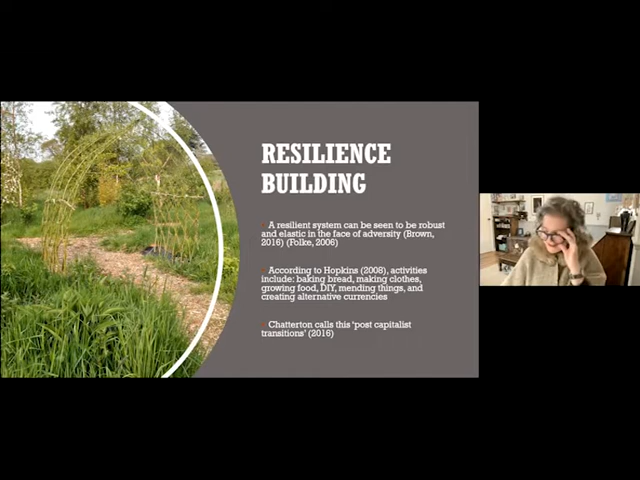 RESILIENCE
BUILDING
A resilient system can be seen to be robust
and elastic in the face of adversity (Brown,
2016) (Folke, 2006)
According to Hopkins (2008), activities
include: baking bread, making clothes,
growing food, DIY, mending things, and
creating alternative currencies
Chatterton calls this ‘post capitalist
transitions’ (2016)